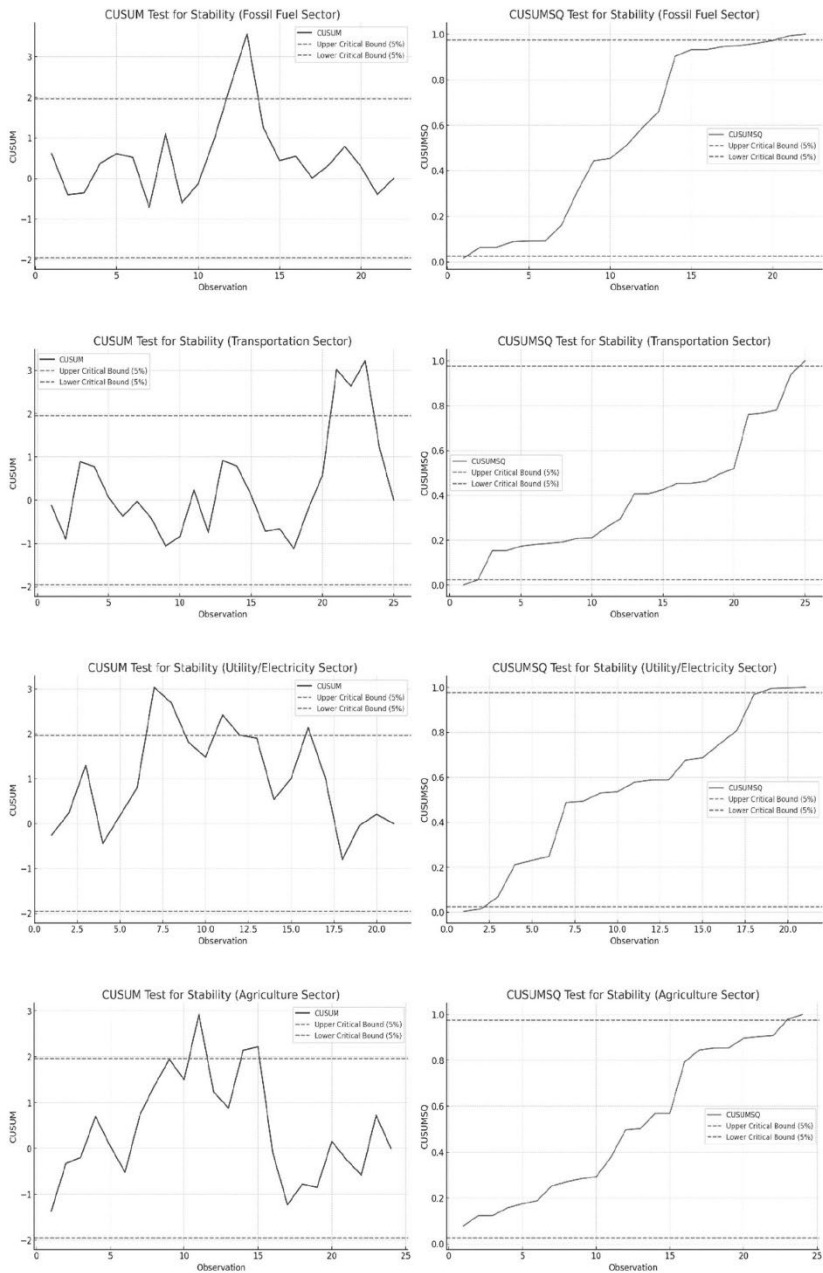 CUSUM Test for Stability (Fossil Fuel Sector)
CUSUM
Upper Critical Bound (5%)
Lower Critical Bound (5%)
3
2
1
0
−1
−2
CUSUM
0
5
10
15
20
Observation
CUSUMSQ Test for Stability (Fossil Fuel Sector)
1.0
0.8
0.6
0.4
0.2
0.0
CUSUMSQ
CUSUMSQ
Upper Critical Bound (5%)
Lower Critical Bound (5%)
0
5
10
15
20
Observation
CUSUM Test for Stability (Transportation Sector)
CUSUM
Upper Critical Bound (5%)
Lower Critical Bound (5%)
3
2
1
0
−1
−2
CUSUM
0
5
10
15
20
25
Observation
CUSUMSQ Test for Stability (Transportation Sector)
1.0
0.8
0.6
0.4
0.2
0.0
CUSUMSQ
CUSUMSQ
Upper Critical Bound (5%)
Lower Critical Bound (5%)
0
5
10
15
20
25
Observation
CUSUM Test for Stability (Utility/Electricity Sector)
CUSUM
Upper Critical Bound (5%)
Lower Critical Bound (5%)
3
2
1
0
−1
−2
CUSUM
0.0
2.5
5.0
7.5
10.0
12.5
15.0
17.5
20.0
Observation
CUSUMSQ Test for Stability (Utility/Electricity Sector)
1.0
0.8
0.6
0.4
0.2
0.0
CUSUMSQ
CUSUMSQ
Upper Critical Bound (5%)
Lower Critical Bound (5%)
0.0
2.5
5.0
7.5
10.0
12.5
15.0
17.5
20.0
Observation
CUSUM Test for Stability (Agriculture Sector)
CUSUM
Upper Critical Bound (5%)
Lower Critical Bound (5%)
3
2
1
0
−1
−2
CUSUM
0
5
10
15
20
25
Observation
CUSUMSQ Test for Stability (Agriculture Sector)
1.0
0.8
0.6
0.4
0.2
0.0
CUSUMSQ
CUSUMSQ
Upper Critical Bound (5%)
Lower Critical Bound (5%)
0
5
10
15
20
25
Observation